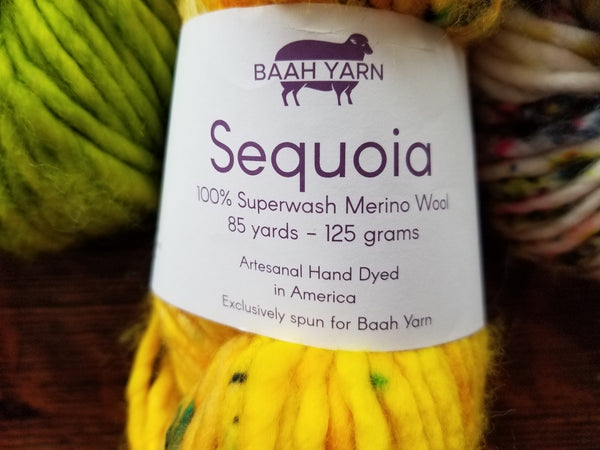 BAAH YARN
Sequoia
100% Superwash Merino Wool
85 yards – 125 grams
Artesanal Hand Dyed
in America
Exclusively spun for Baah Yarn